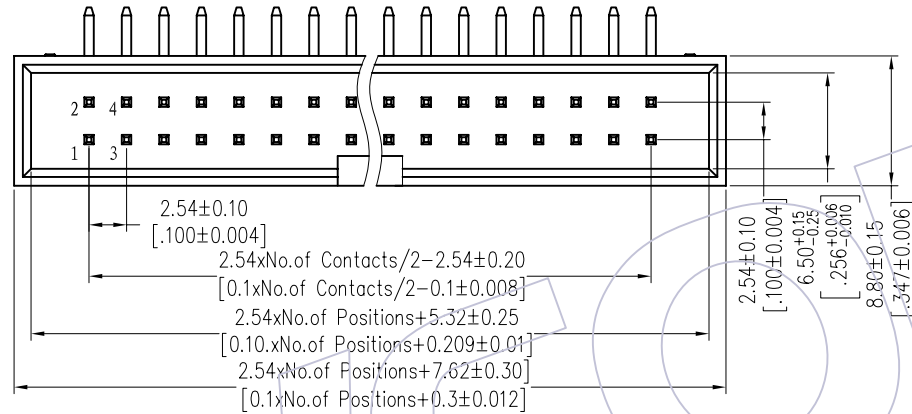 2 4
1 3
2.54±0.10
[.100±0.004]
2.54xNo.of Contacts/2-2.54±0.20
[0.1xNo.of Contacts/2-0.1±0.008]
2.54xNo.of Positions+5.32±0.25
[0.10.xNo.of Positions+0.209±0.01]
2.54xNo.of Positions+7.62±0.30]
[0.1xNo.of Positions+0.3±0.012]
2.54±0.10
[.100±0.004]
6.50+0.15-0.25
[.256+0.006-0.010]
8.80±0.15
[.347±0.006]